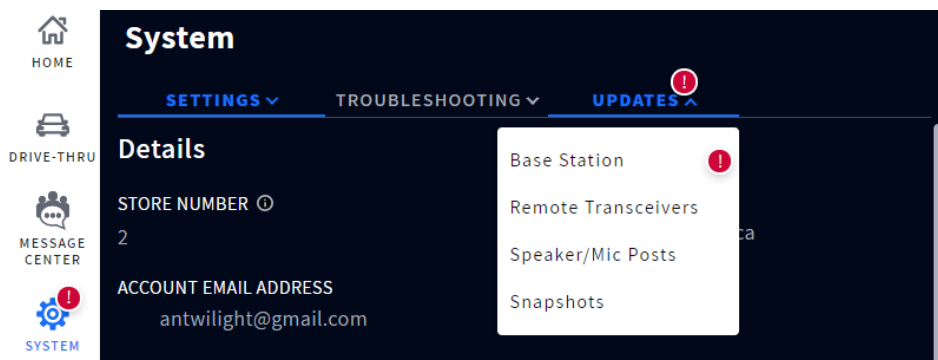 System
HOME
SETTINGS TROUBLESHOOTING UPDATES !
DRIVE-THRU
Details
Base Station !
STORE NUMBER
Remote Transceivers
2
ca
MESSAGE
CENTER
Speaker/Mic Posts
ACCOUNT EMAIL ADDRESS
Snapshots
antwilight@gmail.com
!
SYSTEM